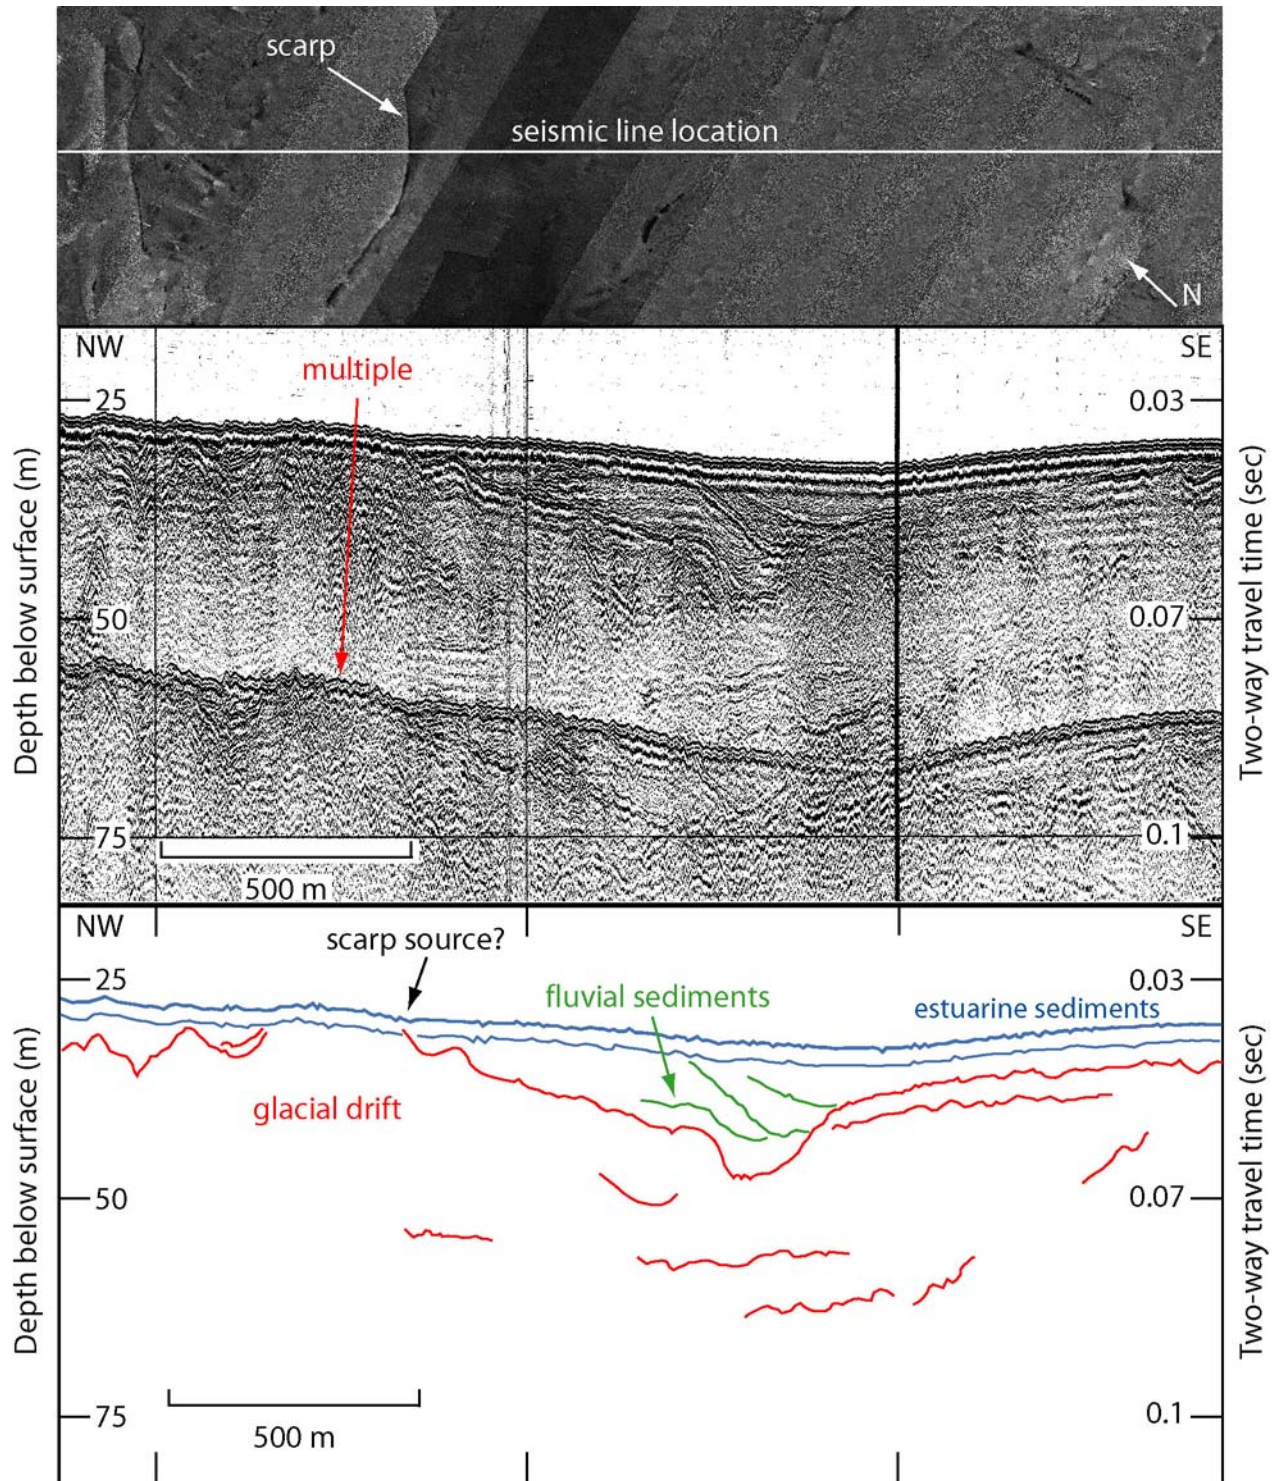 scarp
seismic line location
N
NW
SE
multiple
25
0.03
50
0.07
75
0.1
500 m
Depth below surface (m)
Two-way travel time (sec)
NW
SE
scarp source?
25
0.03
fluvial sediments
estuarine sediments
glacial drift
50
0.07
75
0.1
500 m
Depth below surface (m)
Two-way travel time (sec)